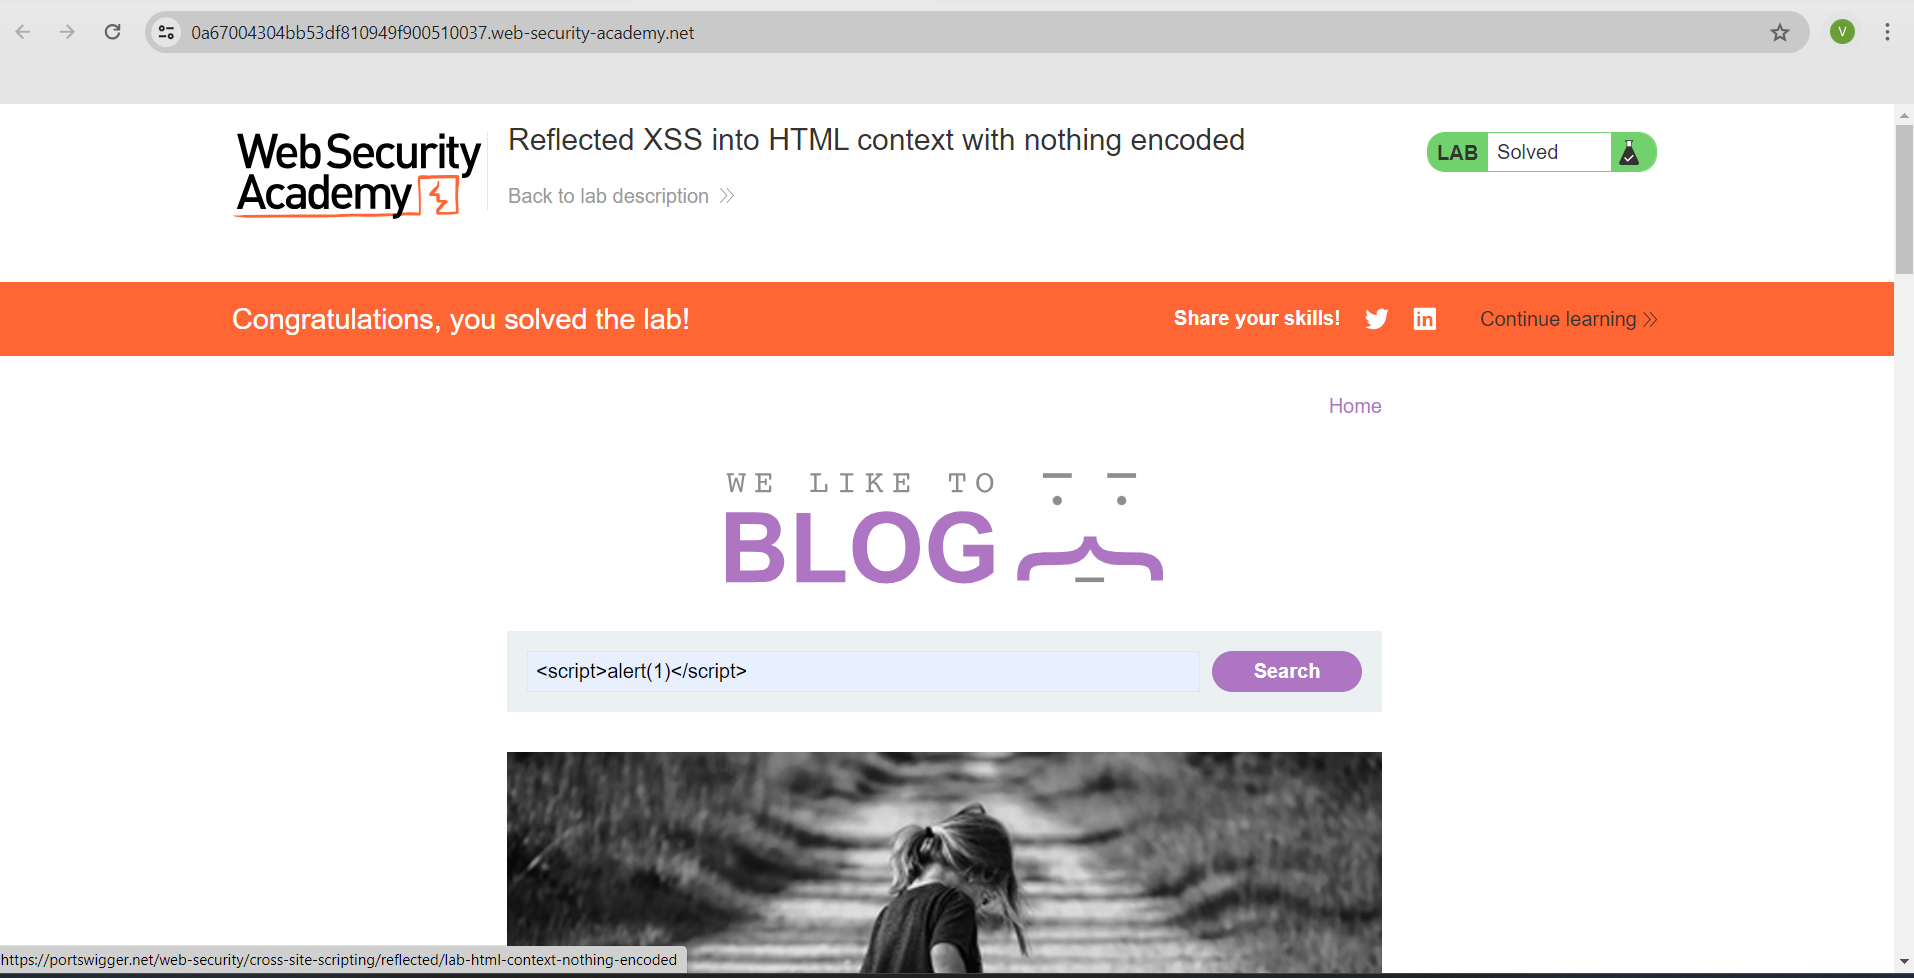 0a67004304bb53df810949f900510037.web-security-academy.net
V
Web Security
Academy
Reflected XSS into HTML context with nothing encoded
Back to lab description
LAB Solved
Congratulations, you solved the lab!
Share your skills!
in
Continue learning
Home
WE LIKE TO
BLOG
<script>alert(1)</script>
Search
https://portswigger.net/web-security/cross-site-scripting/reflected/lab-html-context-nothing-encoded